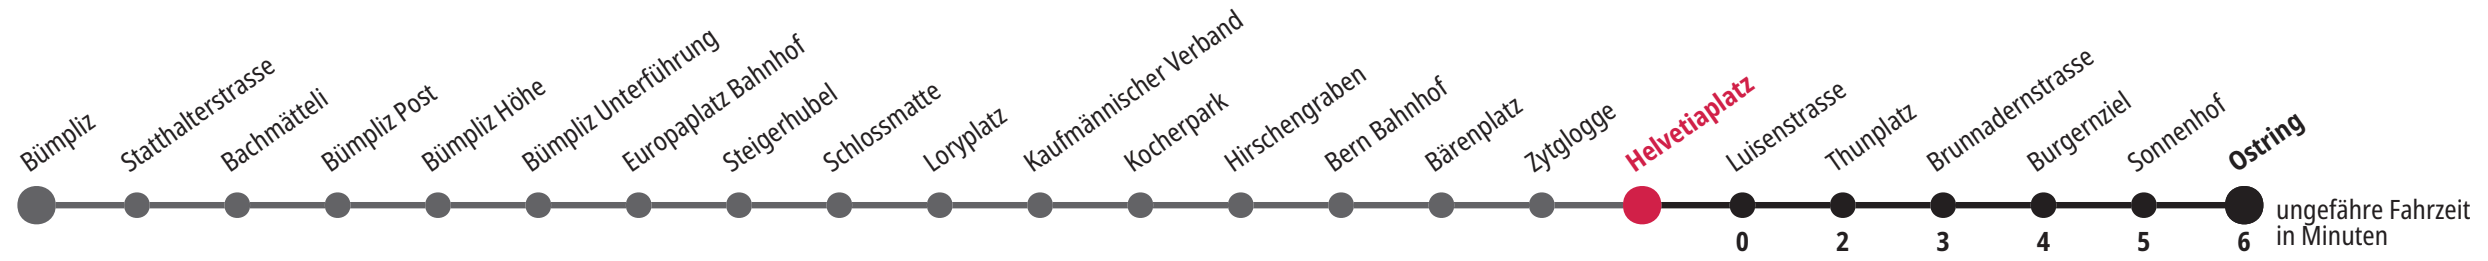 Bümpliz
Statthalterstrasse
Bachmätteli
Bümpliz Post
Bümpliz Höhe
Bümpliz Unterführung
Europaplatz Bahnhof
Steigerhubel
Schlossmatte
Loryplatz
Kaufmännischer Verband
Kocherpark
Hirschengraben
Bern Bahnhof
Bärenplatz
Zytglogge
Helvetiaplatz
Luisenstrasse
Thunplatz
Brunnadernstrasse
Burgernziel
Sonnenhof
Ostring
0 2 3 4 5 6
ungefähre Fahrzeit
in Minuten